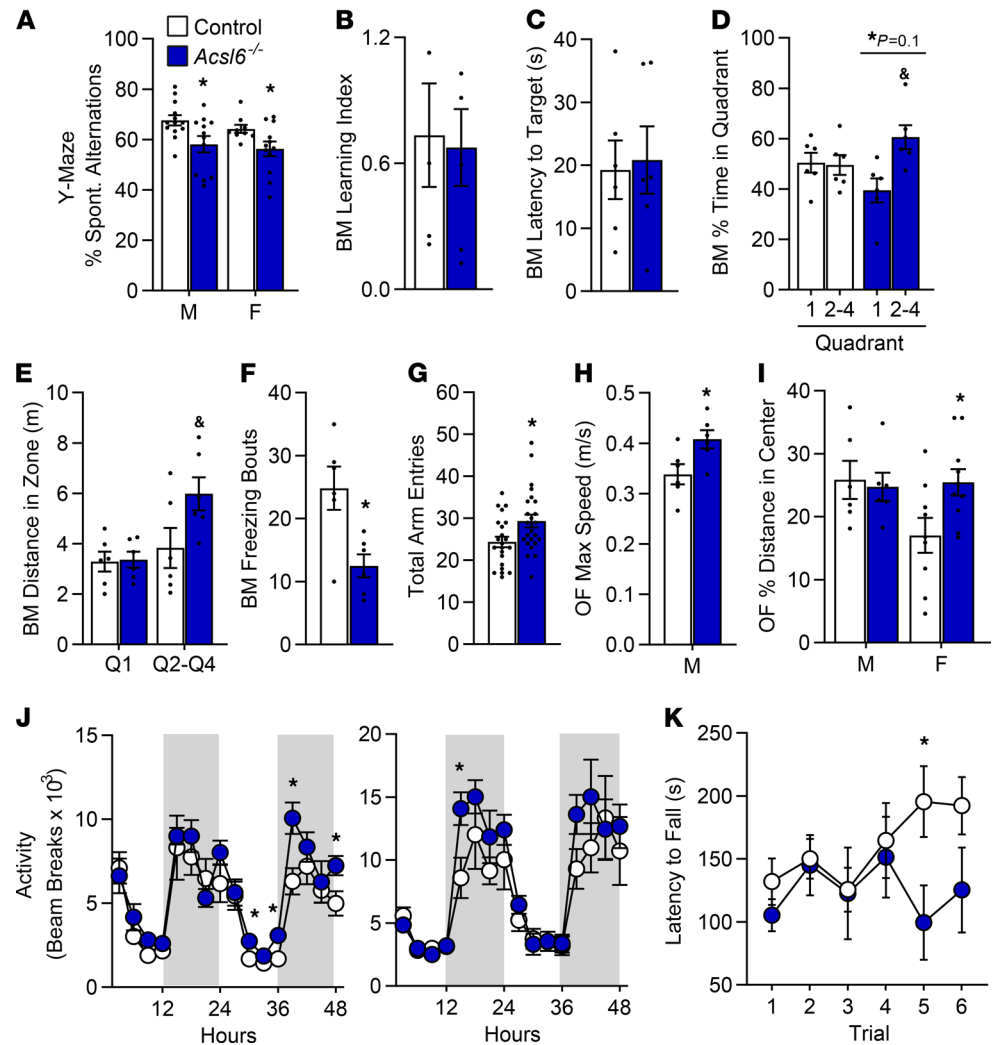 A
Control
Acsl6-/-
Y-Maze
% Spont. Alternations
100
80
60
40
20
0
*
*
M
F
B
BM Learning Index
1.2
0.6
0.0
C
BM Latency to Target (s)
40
30
20
10
0
D
BM % Time in Quadrant
100
80
60
40
20
0
*P=0.1
&
1
2-4
1
2-4
Quadrant
E
BM Distance in Zone (m)
10
8
6
4
2
0
&
Q1
Q2-Q4
F
BM Freezing Bouts
40
30
20
10
0
*
G
Total Arm Entries
60
50
40
30
20
10
0
*
H
OF Max Speed (m/s)
0.5
0.4
0.3
0.2
0.1
0.0
*
M
I
OF % Distance in Center
40
30
20
10
0
*
M
F
J
Activity
(Beam Breaks x 10³)
15
10
5
0
*
*
*
*
12
24
36
48
Hours
20
15
10
5
0
*
12
24
36
48
Hours
K
Latency to Fall (s)
250
200
150
100
50
*
1
2
3
4
5
6
Trial